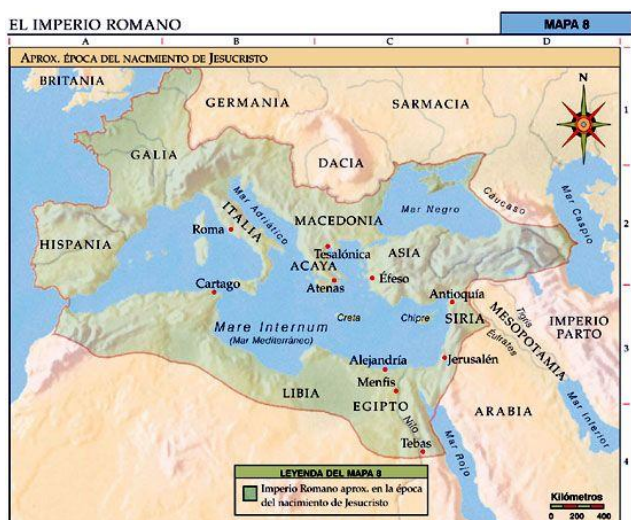 EL IMPERIO ROMANO
MAPA 8
A B C D
APROX. ÉPOCA DEL NACIMIENTO DE JESUCRISTO
BRITANIA
N
GERMANIA
SARMACIA
1
GALIA
DACIA
Cáucaso
Mar Caspio
Mar Adriático
ITALIA
MACEDONIA
Mar Negro
2
Roma
HISPANIA
Tesalónica
ASIA
ACAYA
Éfeso
Cartago
Atenas
Antioquía
Mare Internum
(Mar Mediterráneo)
Creta
Chipre
SIRIA
Tigris
MESOPOTAMIA
Eufrates
IMPERIO
PARTO
3
Alejandría
Jerusalén
Menfis
LIBIA
EGIPTO
Nilo
ARABIA
Mar Inferior
Tebas
Mar Rojo
4
LEYENDA DEL MAPA 8
Imperio Romano aprox. en la época
del nacimiento de Jesucristo
Kilómetros
0 200 400